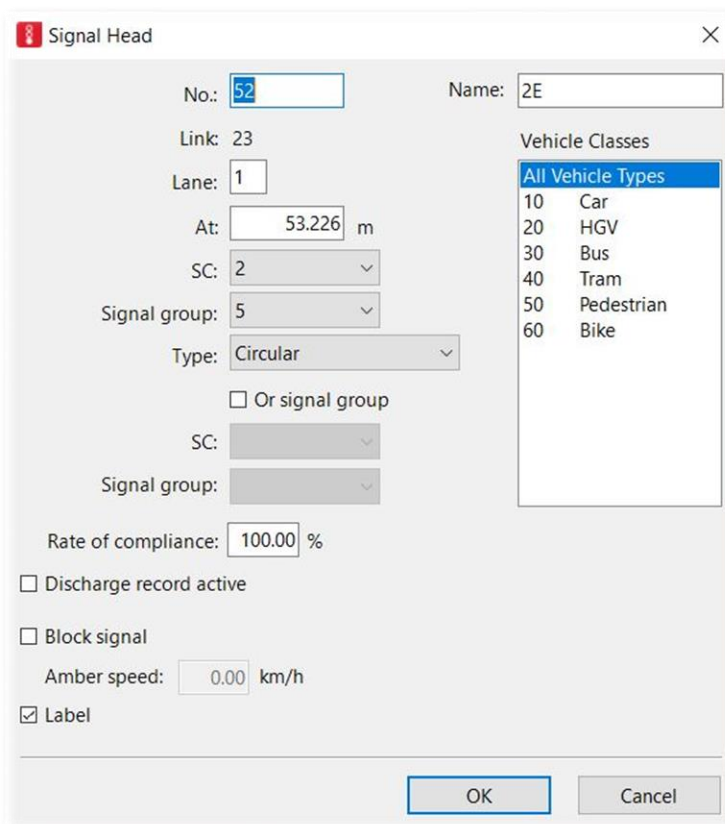 Signal Head
No.: 52 Name: 2E
Link: 23 Vehicle Classes
Lane: 1 All Vehicle Types
10 Car
At: 53.226 m 20 HGV
30 Bus
SC: 2 40 Tram
50 Pedestrian
Signal group: 5 60 Bike
Type: Circular
Or signal group
SC:
Signal group:
Rate of compliance: 100.00 %
Discharge record active
Block signal
Amber speed: 0.00 km/h
Label
OK Cancel